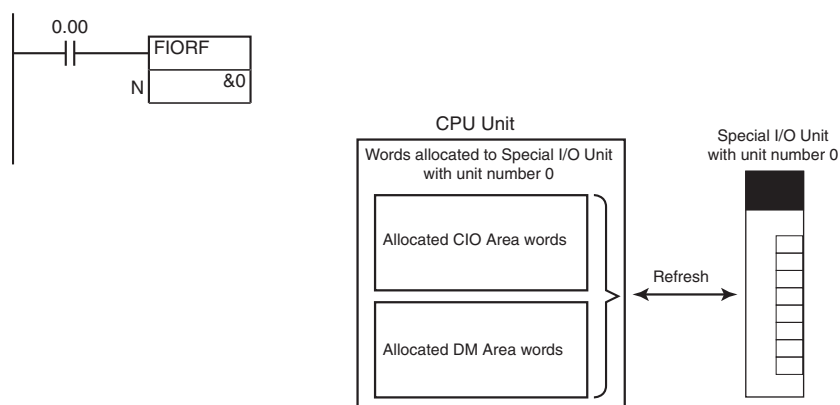 0.00
FIORF
N &0
CPU Unit
Words allocated to Special I/O Unit
with unit number 0
Allocated CIO Area words
Allocated DM Area words
Refresh
Special I/O Unit
with unit number 0